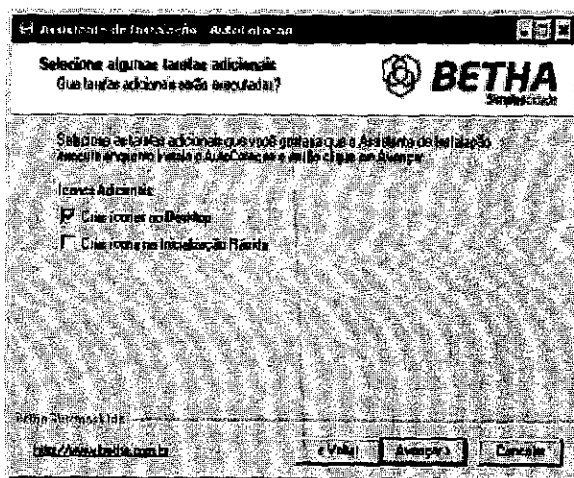 Assistente de Instalação - AutoCotacao
Selecione algumas tarefas adicionais
Que tarefas adicionais serão executadas?
BETHA
Selecione as tarefas adicionais que você gostaria que o Assistente de Instalação
execute enquanto instala o AutoCotação e então clique em Avançar.
Ícones Adicionais:
Criar ícones no Desktop
Criar ícone na Inicialização Rápida
Betha Sistemas Ltda
http://www.betha.com.br
< Voltar
Avançar >
Cancelar